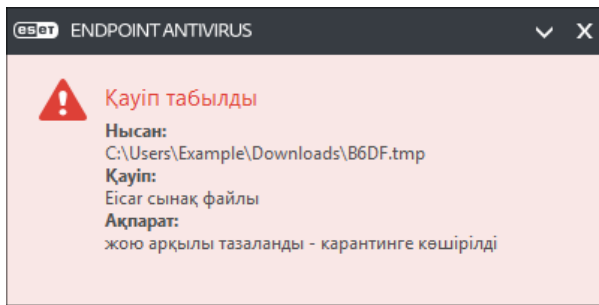 eset ENDPOINT ANTIVIRUS
Қауіп табылды
Нысан:
C:\Users\Example\Downloads\B6DF.tmp
Қауіп:
Eicar сынақ файлы
Ақпарат:
жою арқылы тазаланды - карантинге көшірілді